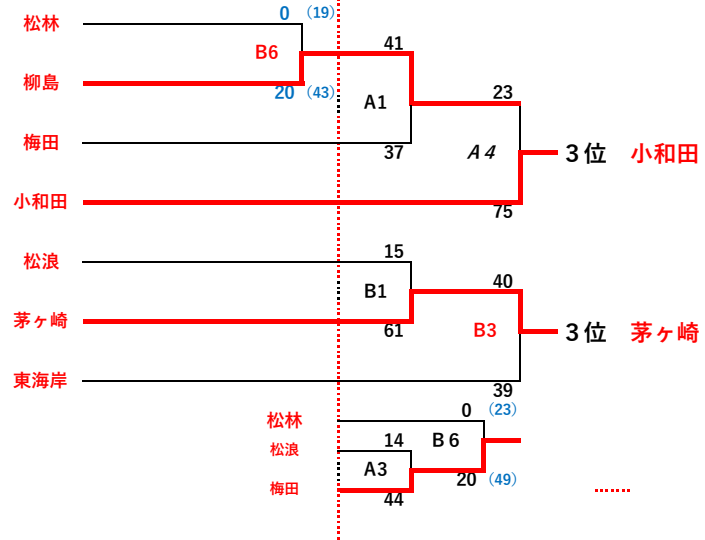 松林 0 （19）
B6 41
柳島 20 （43） A1 23
梅田 37 A４ ３位 小和田
小和田 75
松浪 15
B1 40
茅ヶ崎 61 B3 ３位 茅ヶ崎
東海岸 39
松林 0 （23）
松浪 14 B６
A3 20 （49）
梅田 44